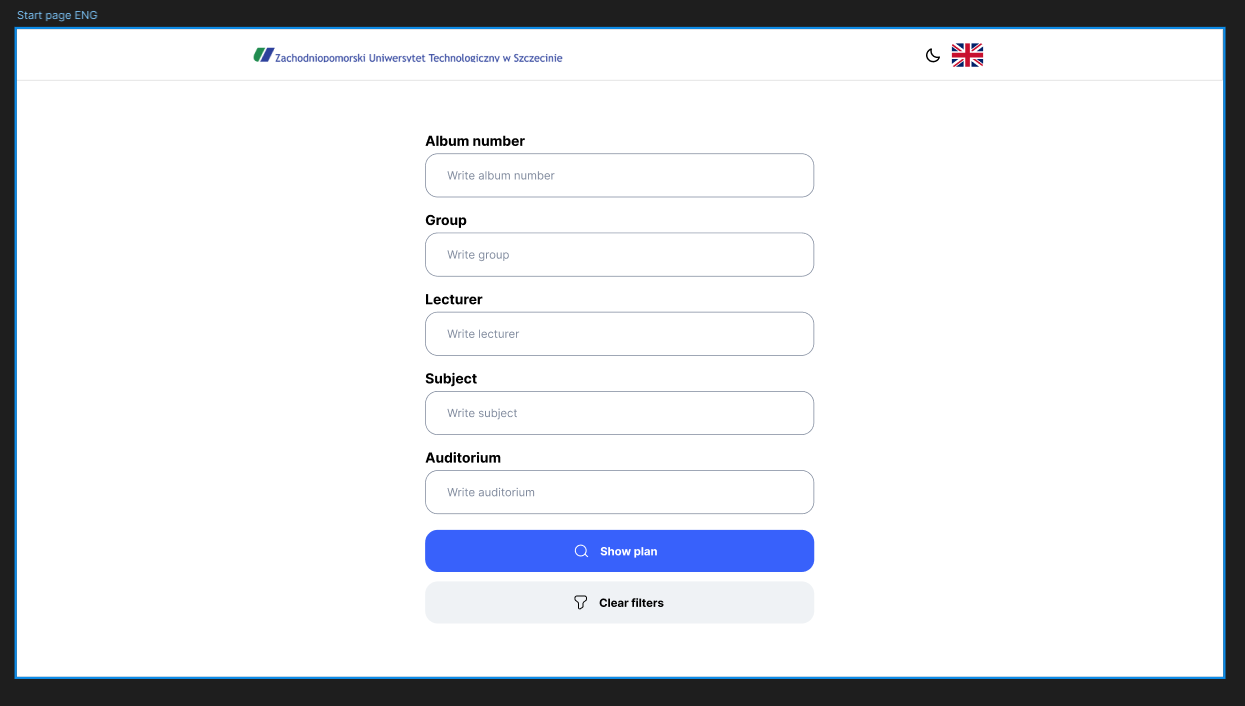 Start page ENG
Zachodniopomorski Uniwersytet Technologiczny w Szczecinie
Album number
Write album number
Group
Write group
Lecturer
Write lecturer
Subject
Write subject
Auditorium
Write auditorium
Show plan
Clear filters